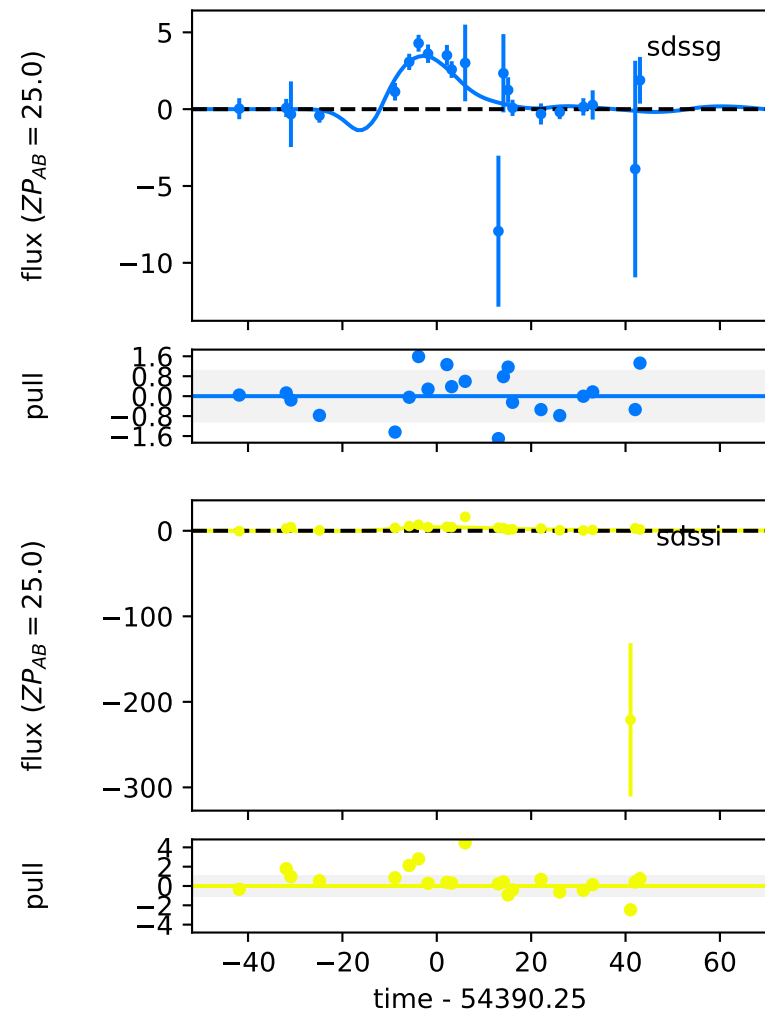 5
0
−5
−10
flux (ZP_AB = 25.0)
sdssg
1.6
0.8
0.0
−0.8
−1.6
pull
0
−100
−200
−300
flux (ZP_AB = 25.0)
sdssi
4
2
0
−2
−4
pull
−40 −20 0 20 40 60
time - 54390.25